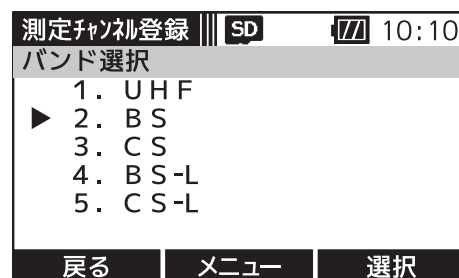 測定ﾁｬﾝﾈﾙ登録 SD 10:10
バンド選択
1. UHF
▶ 2. BS
3. CS
4. BS-L
5. CS-L
戻る メニュー 選択